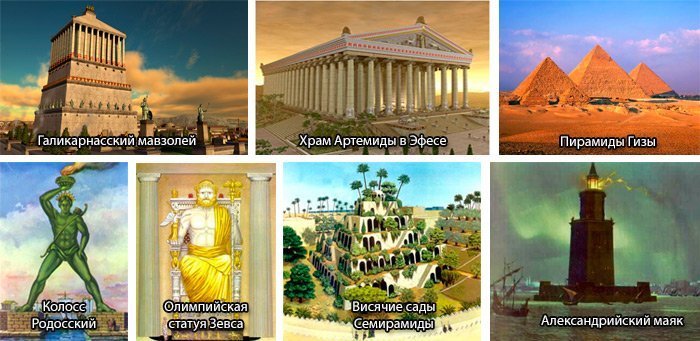 Галикарнасский мавзолей
Храм Артемиды в Эфесе
Пирамиды Гизы
Колосс
Родосский
Олимпийская
статуя Зевса
Висячие сады
Семирамиды
Александрийский маяк